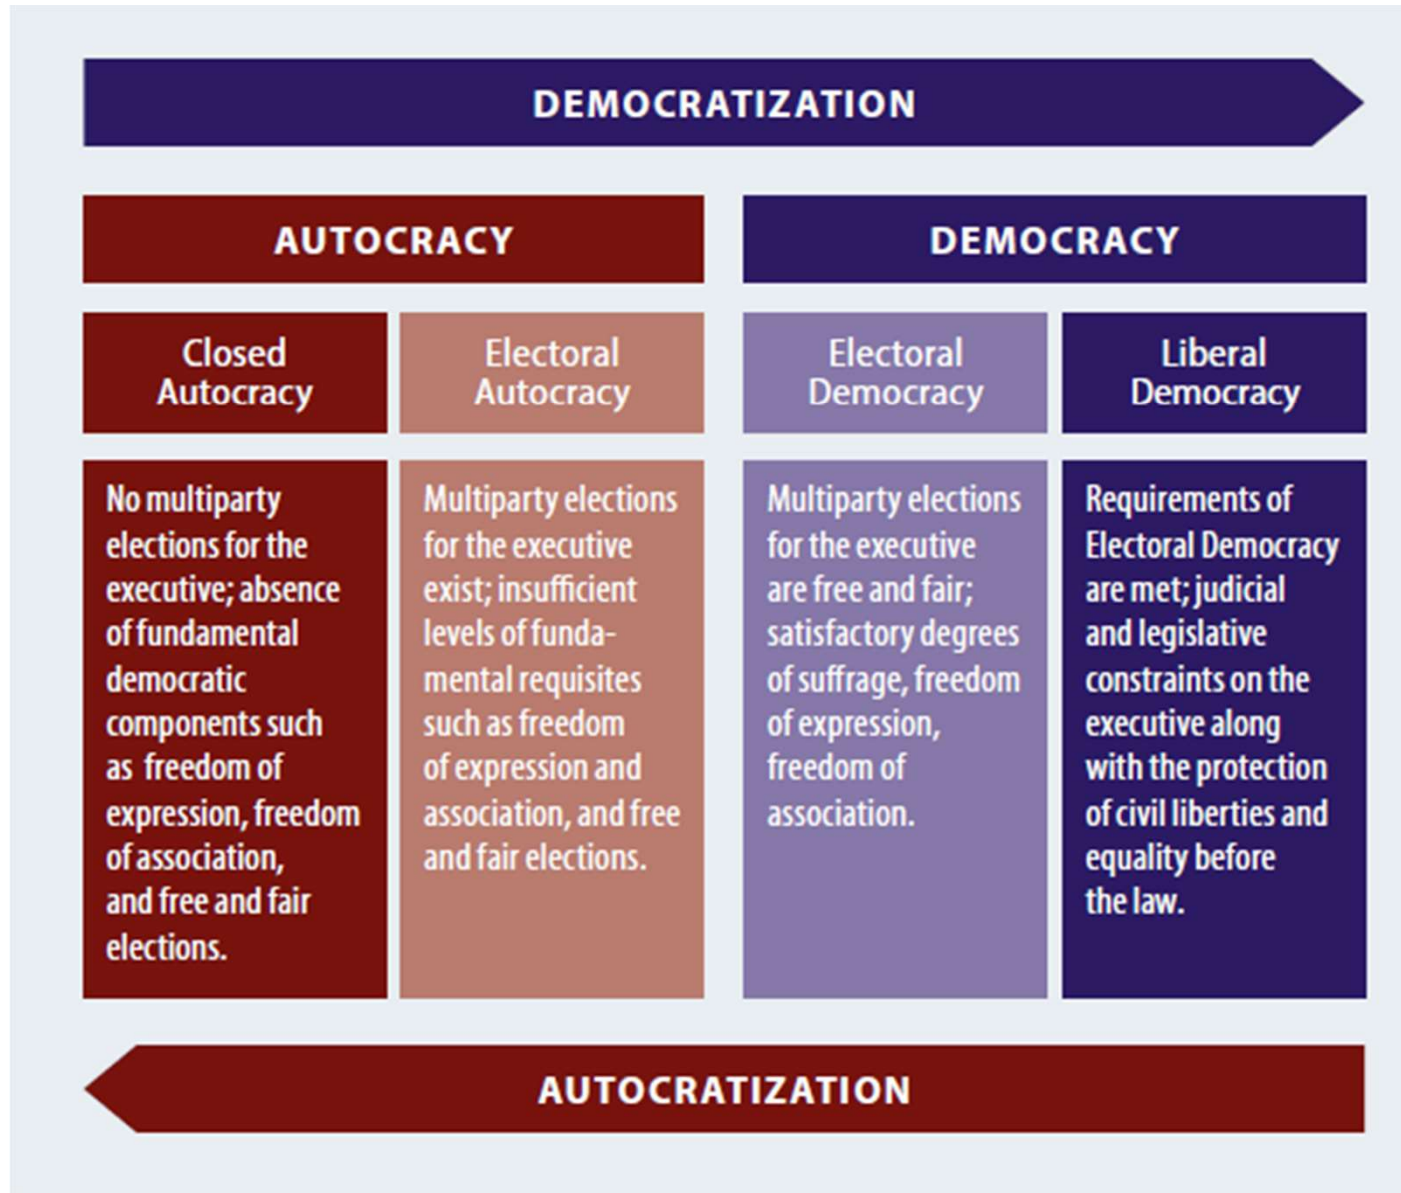 DEMOCRATIZATION
AUTOCRACY
DEMOCRACY
Closed
Autocracy
Electoral
Autocracy
Electoral
Democracy
Liberal
Democracy
No multiparty
elections for the
executive; absence
of fundamental
democratic
components such
as freedom of
expression, freedom
of association,
and free and fair
elections.
Multiparty elections
for the executive
exist; insufficient
levels of funda-
mental requisites
such as freedom
of expression and
association, and free
and fair elections.
Multiparty elections
for the executive
are free and fair;
satisfactory degrees
of suffrage, freedom
of expression,
freedom of
association.
Requirements of
Electoral Democracy
are met; judicial
and legislative
constraints on the
executive along
with the protection
of civil liberties and
equality before
the law.
AUTOCRATIZATION